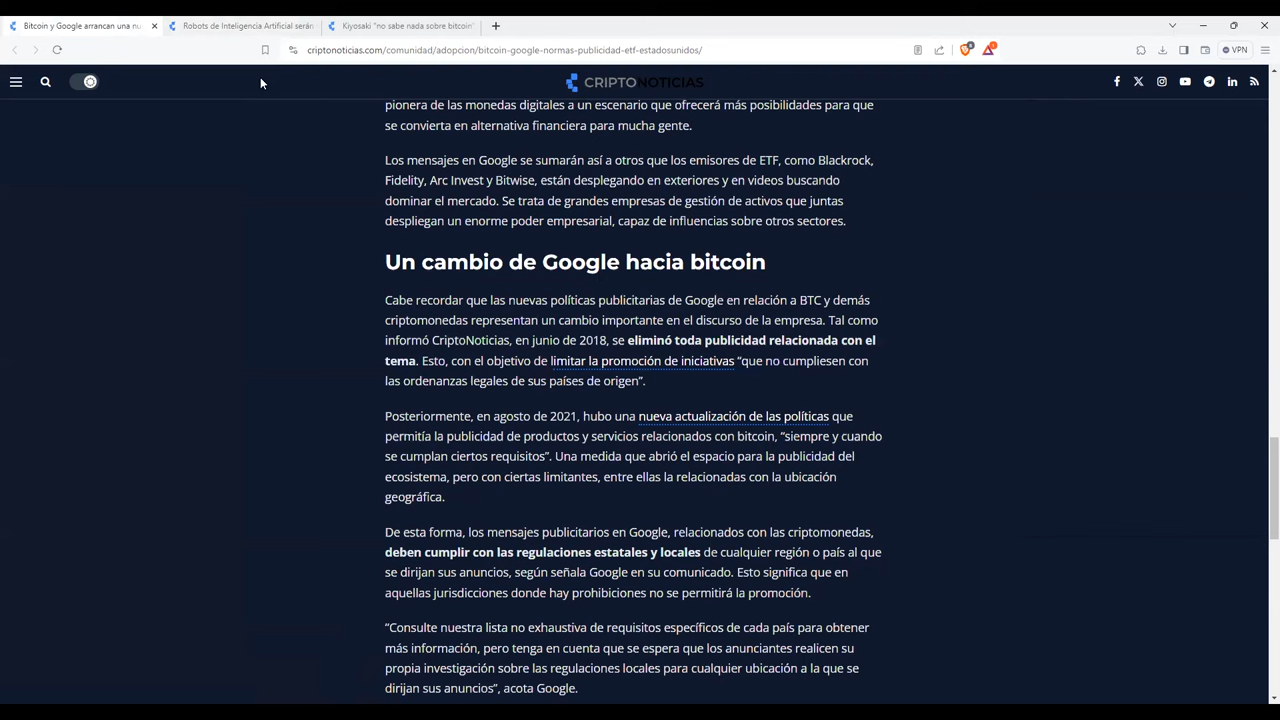 Bitcoin y Google arrancan una nu
Robots de Inteligencia Artificial serán
Kiyosaki "no sabe nada sobre bitcoin"
criptonoticias.com/comunidad/adopcion/bitcoin-google-normas-publicidad-etf-estadosunidos/
VPN
CRIPTONOTICIAS
pionera de las monedas digitales a un escenario que ofrecerá más posibilidades para que
se convierta en alternativa financiera para mucha gente.
Los mensajes en Google se sumarán así a otros que los emisores de ETF, como Blackrock,
Fidelity, Arc Invest y Bitwise, están desplegando en exteriores y en videos buscando
dominar el mercado. Se trata de grandes empresas de gestión de activos que juntas
despliegan un enorme poder empresarial, capaz de influencias sobre otros sectores.
Un cambio de Google hacia bitcoin
Cabe recordar que las nuevas políticas publicitarias de Google en relación a BTC y demás
criptomonedas representan un cambio importante en el discurso de la empresa. Tal como
informó CriptoNoticias, en junio de 2018, se eliminó toda publicidad relacionada con el
tema. Esto, con el objetivo de limitar la promoción de iniciativas “que no cumpliesen con
las ordenanzas legales de sus países de origen”.
Posteriormente, en agosto de 2021, hubo una nueva actualización de las políticas que
permitía la publicidad de productos y servicios relacionados con bitcoin, “siempre y cuando
se cumplan ciertos requisitos”. Una medida que abrió el espacio para la publicidad del
ecosistema, pero con ciertas limitantes, entre ellas la relacionadas con la ubicación
geográfica.
De esta forma, los mensajes publicitarios en Google, relacionados con las criptomonedas,
deben cumplir con las regulaciones estatales y locales de cualquier región o país al que
se dirijan sus anuncios, según señala Google en su comunicado. Esto significa que en
aquellas jurisdicciones donde hay prohibiciones no se permitirá la promoción.
“Consulte nuestra lista no exhaustiva de requisitos específicos de cada país para obtener
más información, pero tenga en cuenta que se espera que los anunciantes realicen su
propia investigación sobre las regulaciones locales para cualquier ubicación a la que se
dirijan sus anuncios”, acota Google.